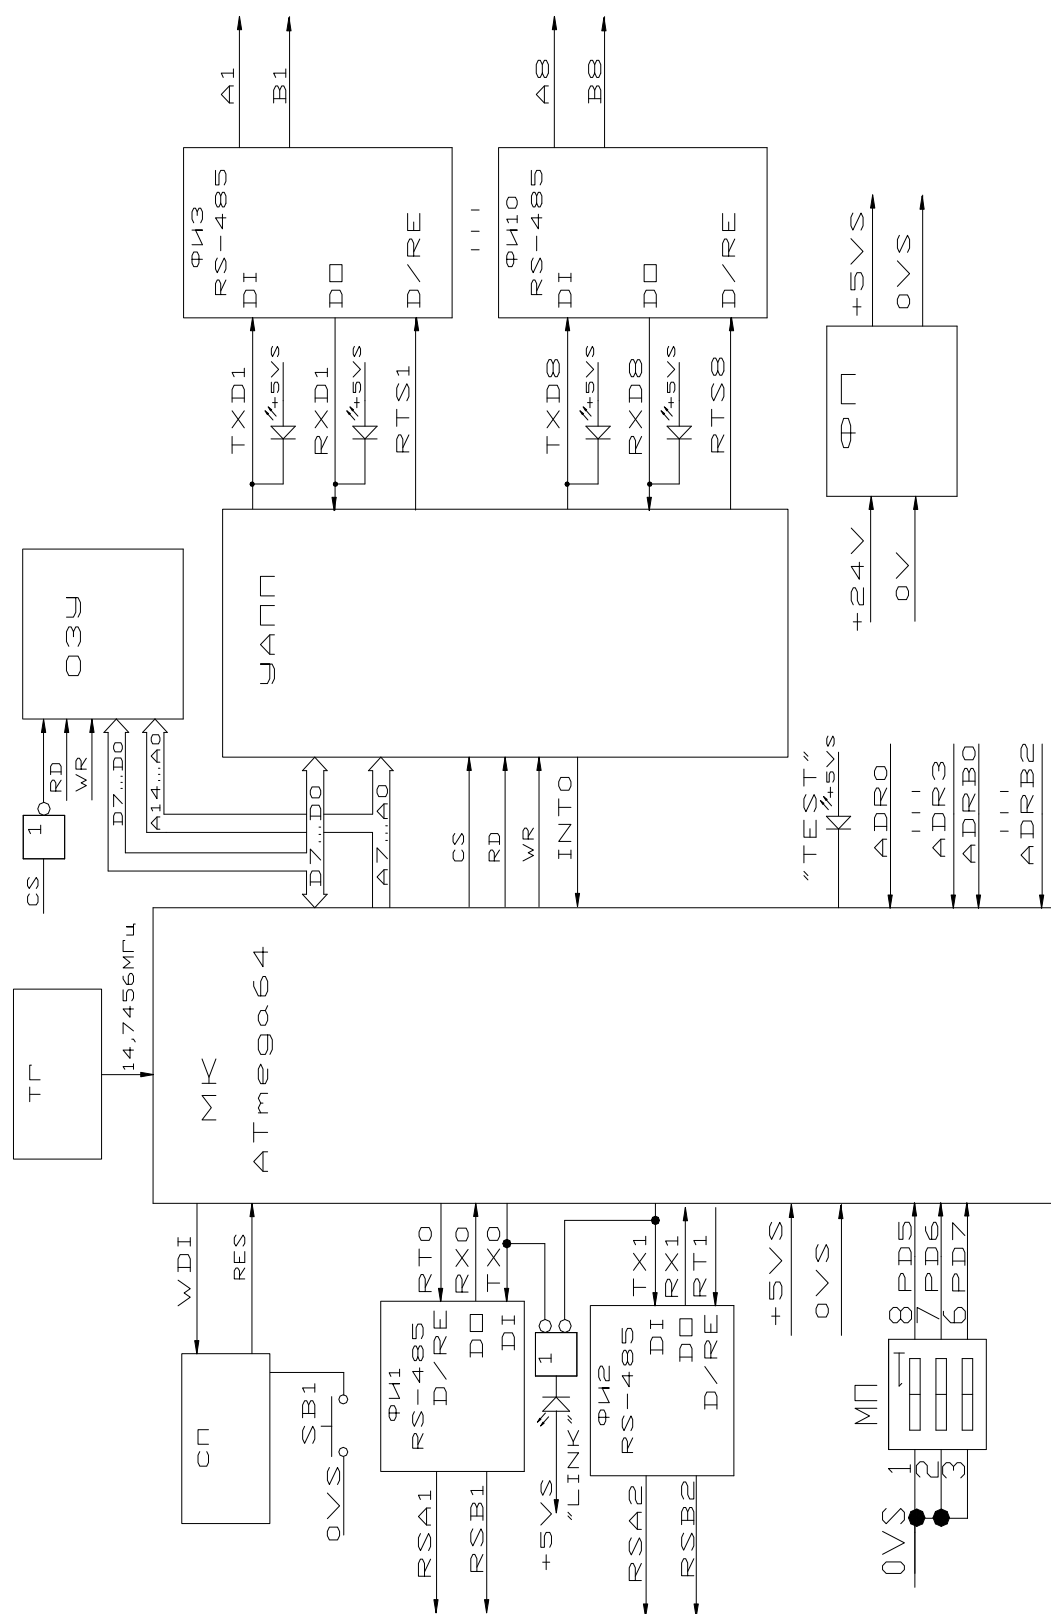 A1
B1
A8
B8
ФИ3
RS-485
DI
DO
D/RE
ФИ10
RS-485
DI
DO
D/RE
+5VS
0VS
ФП
+24V
0V
TXD1
+5VS
RXD1
+5VS
RTS1
TXD8
+5VS
RXD8
+5VS
RTS8
ОЗУ
УАПП
1
CS
RD
WR
D7...D0
A14...A0
D7...D0
A7...A0
CS
RD
WR
INT0
"TEST"
+5VS
ADR0
ADR3
ADRB0
ADRB2
ТГ
14,7456МГц
МК
ATmega64
WDI
RES
СП
SB1
0VS
RT0
RX0
TX0
ФИ1
RS-485
D/RE
DO
DI
RSA1
RSB1
1
+5VS
"LINK"
TX1
RX1
RT1
ФИ2
RS-485
DI
DO
D/RE
RSA2
RSB2
+5VS
0VS
8 PD5
7 PD6
6 PD7
МП
1
2
3
0VS